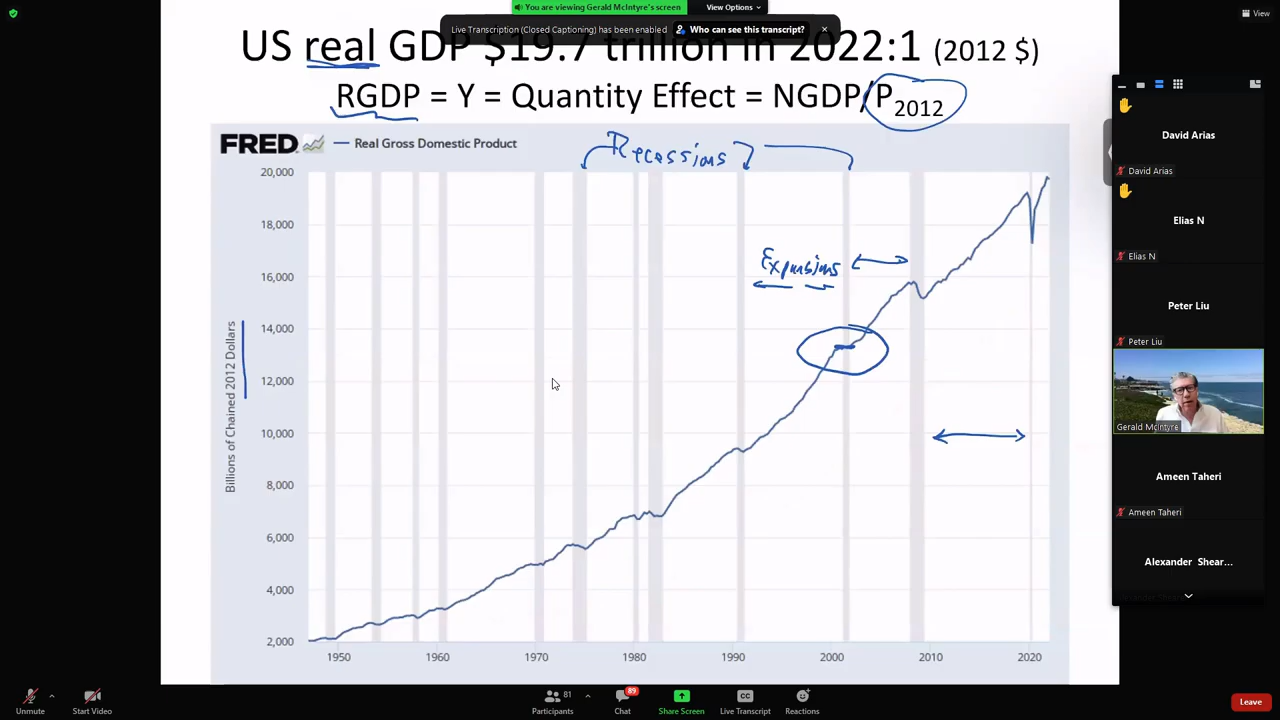 You are viewing Gerald McIntyre's screen
View Options
View
Live Transcription (Closed Captioning) has been enabled
Who can see this transcript?
US real GDP $19.7 trillion in 2022:1 (2012 $)
RGDP = Y = Quantity Effect = NGDP/P2012
FRED
Real Gross Domestic Product
Recessions
Expansions
Billions of Chained 2012 Dollars
20,000
18,000
16,000
14,000
12,000
10,000
8,000
6,000
4,000
2,000
1950
1960
1970
1980
1990
2000
2010
2020
David Arias
David Arias
Elias N
Elias N
Peter Liu
Peter Liu
Gerald McIntyre
Ameen Taheri
Ameen Taheri
Alexander Shear...
Unmute
Start Video
81
Participants
89
Chat
Share Screen
CC
Live Transcript
Reactions
Leave